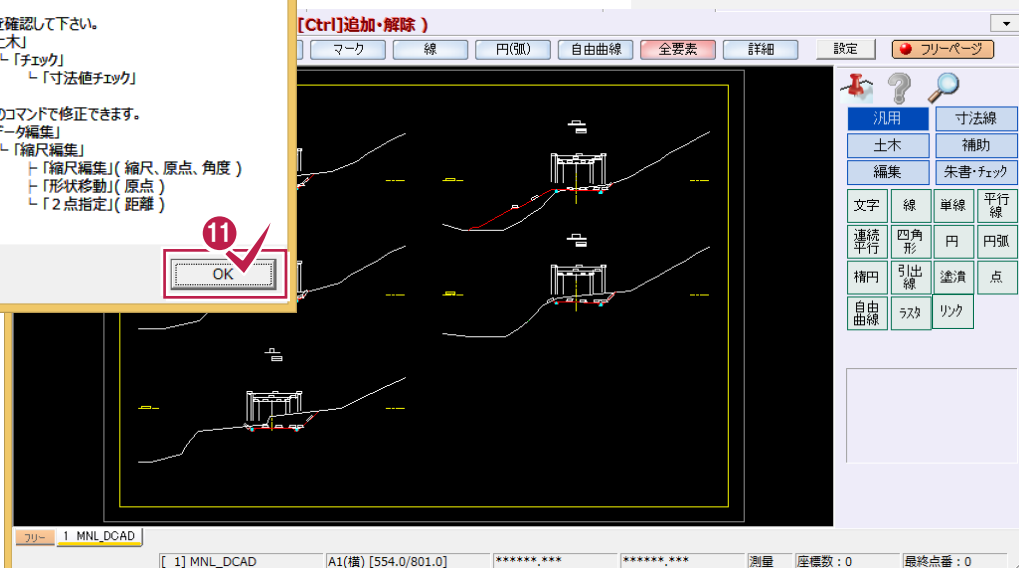 を確認して下さい。
土木」
└「チェック」
└「寸法値チェック」
のコマンドで修正できます。
データ編集」
└「縮尺編集」
├「縮尺編集」( 縮尺、原点、角度 )
├「形状移動」( 原点 )
└「２点指定」( 距離 )
11
OK
[Ctrl]追加・解除 )
マーク 線 円(弧) 自由曲線 全要素 詳細 設定 フリーページ
汎用 寸法線
土木 補助
編集 朱書・チェック
文字 線 単線 平行線
連続平行 四角形 円 円弧
楕円 引出線 塗潰 点
自由曲線 ラスタ リンク
フリー 1 MNL_DCAD
[ 1] MNL_DCAD A1(横) [554.0/801.0] ******.*** ******.*** 測量 座標数：0 最終点番：0